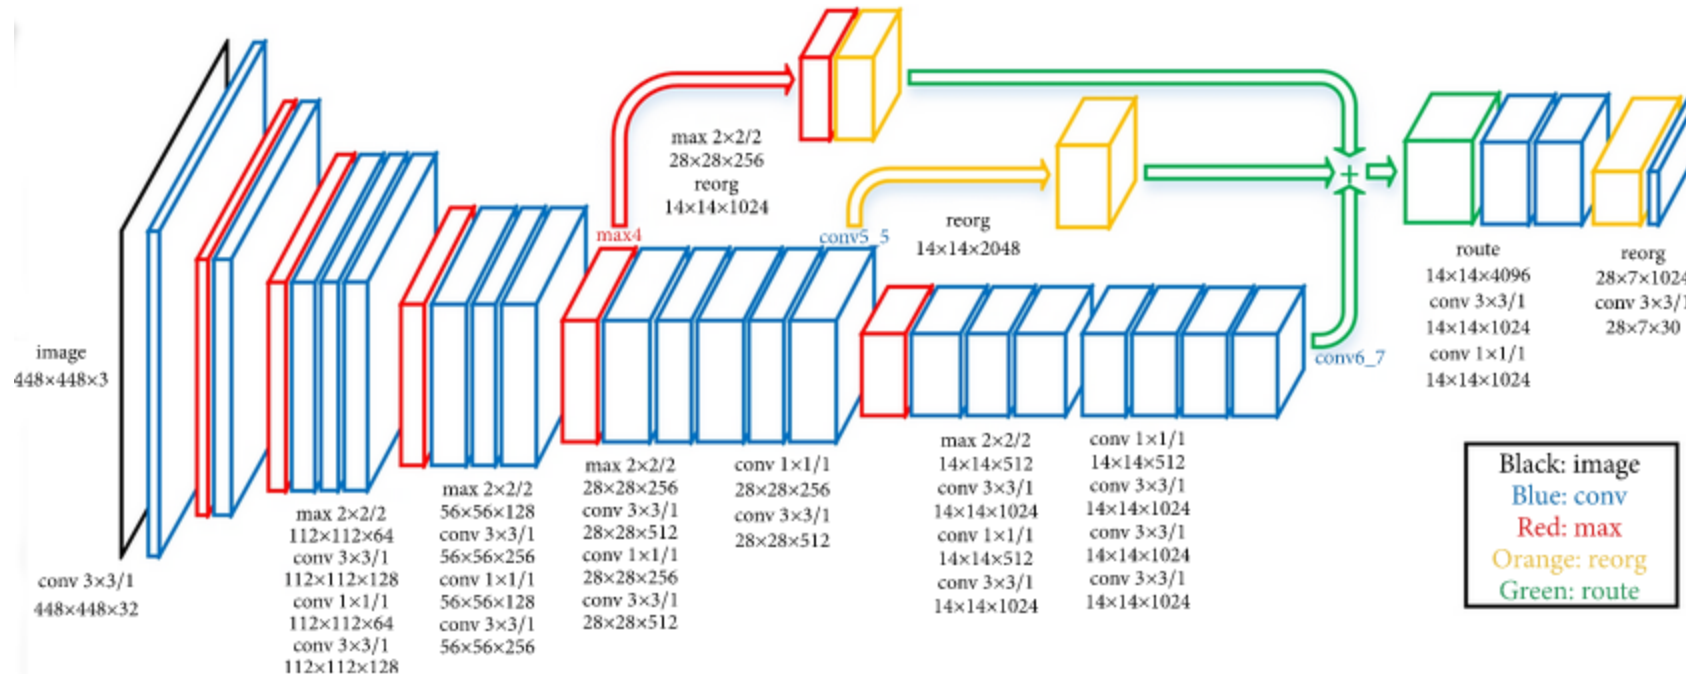 image
448×448×3
conv 3×3/1
448×448×32
max 2×2/2
112×112×64
conv 3×3/1
112×112×128
conv 1×1/1
112×112×64
conv 3×3/1
112×112×128
max 2×2/2
56×56×128
conv 3×3/1
56×56×256
conv 1×1/1
56×56×128
conv 3×3/1
56×56×256
max4
max 2×2/2
28×28×256
reorg
14×14×1024
max 2×2/2
28×28×256
conv 3×3/1
28×28×512
conv 1×1/1
28×28×256
conv 3×3/1
28×28×512
conv 1×1/1
28×28×256
conv 3×3/1
28×28×512
conv5_5
reorg
14×14×2048
max 2×2/2
14×14×512
conv 3×3/1
14×14×1024
conv 1×1/1
14×14×512
conv 3×3/1
14×14×1024
conv 1×1/1
14×14×512
conv 3×3/1
14×14×1024
conv 3×3/1
14×14×1024
conv 3×3/1
14×14×1024
conv6_7
+
route
14×14×4096
conv 3×3/1
14×14×1024
conv 1×1/1
14×14×1024
reorg
28×7×1024
conv 3×3/1
28×7×30
Black: image
Blue: conv
Red: max
Orange: reorg
Green: route